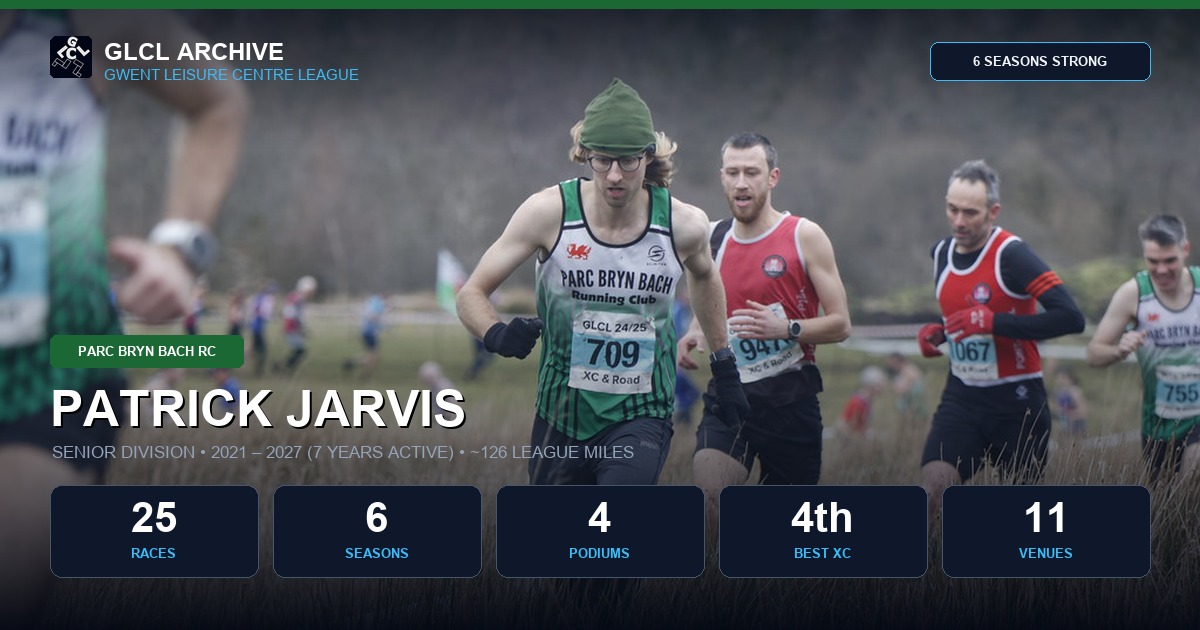 GLCL ARCHIVE
GWENT LEISURE CENTRE LEAGUE
6 SEASONS STRONG
BACH
9
PARC BRYN BACH
Running Club
GLCL 24/25
709
XC & Road
947
& Road
1067
755
PARC BRYN BACH RC
PATRICK JARVIS
SENIOR DIVISION • 2021 – 2027 (7 YEARS ACTIVE) • ~126 LEAGUE MILES
25
RACES
6
SEASONS
4
PODIUMS
4th
BEST XC
11
VENUES